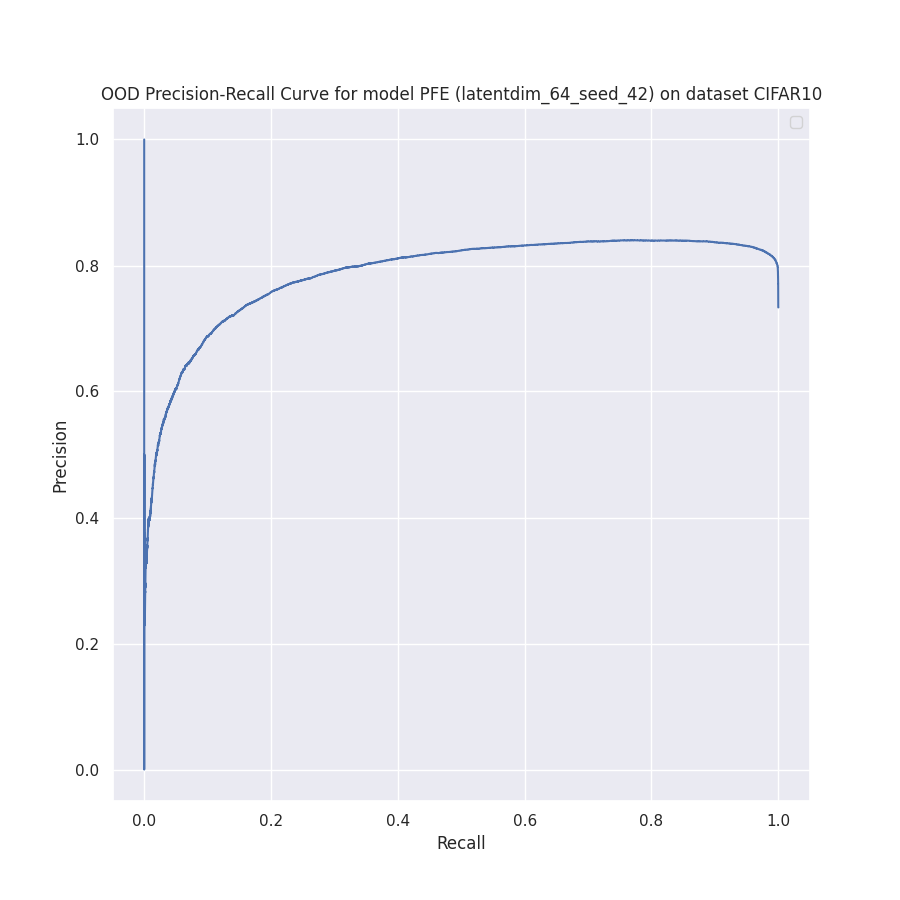 OOD Precision-Recall Curve for model PFE (latentdim_64_seed_42) on dataset CIFAR10
1.0
0.8
0.6
0.4
0.2
0.0
Precision
0.0 0.2 0.4 0.6 0.8 1.0
Recall